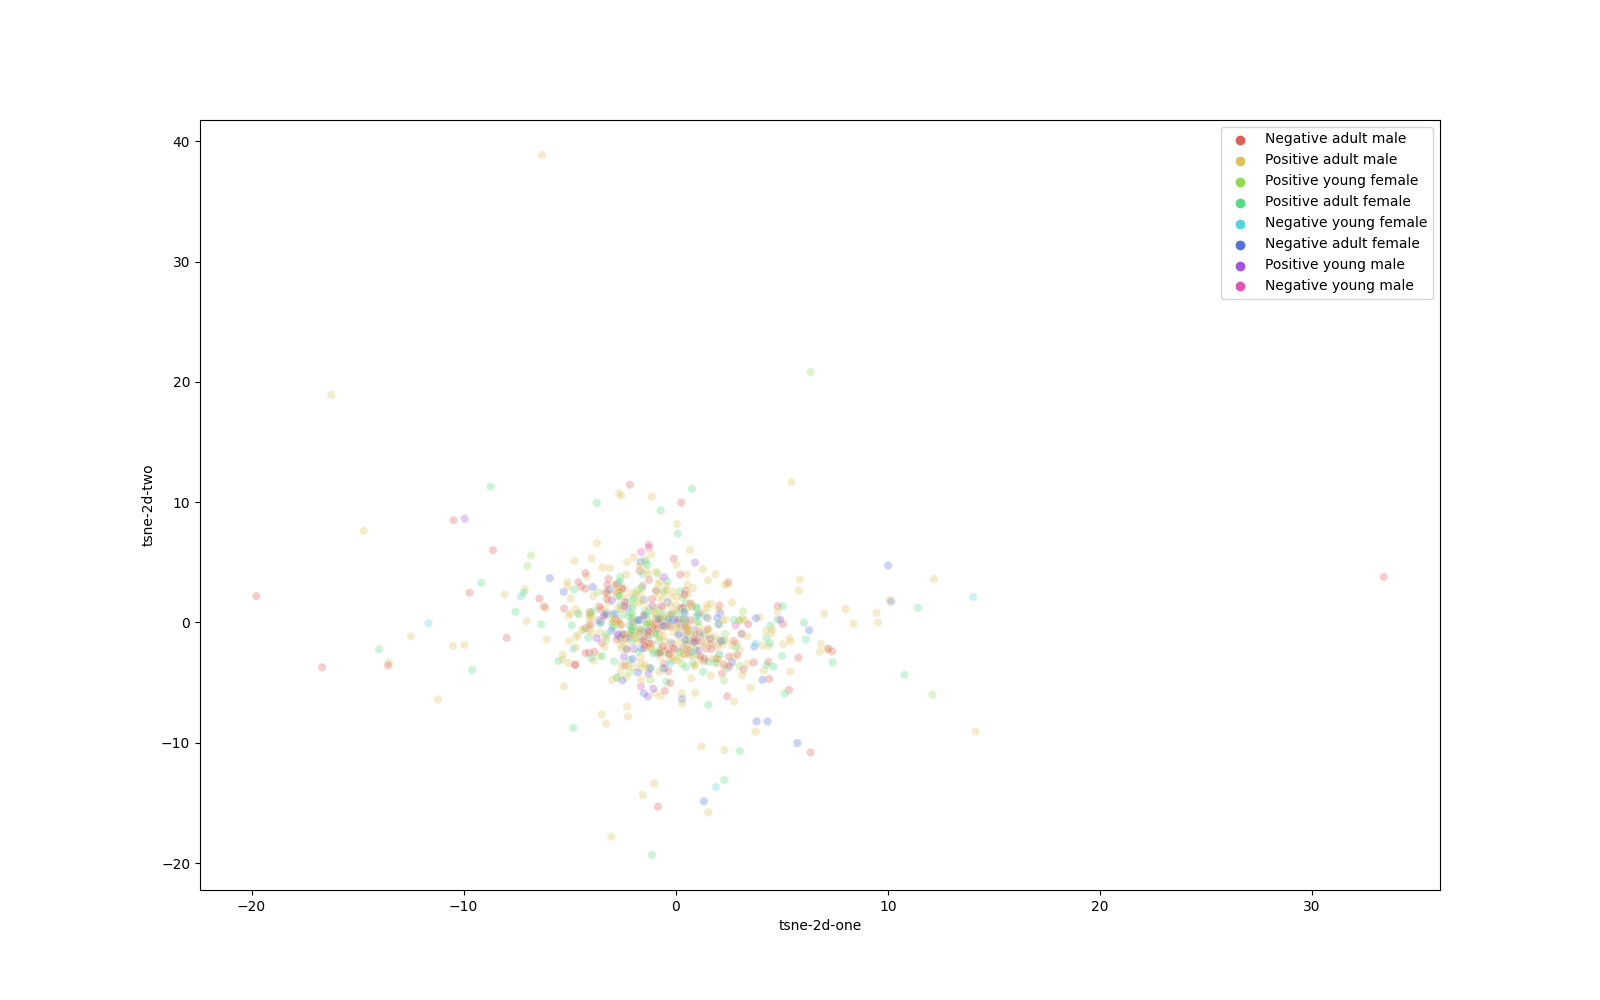 40
30
20
10
0
−10
−20
tsne-2d-two
−20
−10
0
10
20
30
tsne-2d-one
Negative adult male
Positive adult male
Positive young female
Positive adult female
Negative young female
Negative adult female
Positive young male
Negative young male